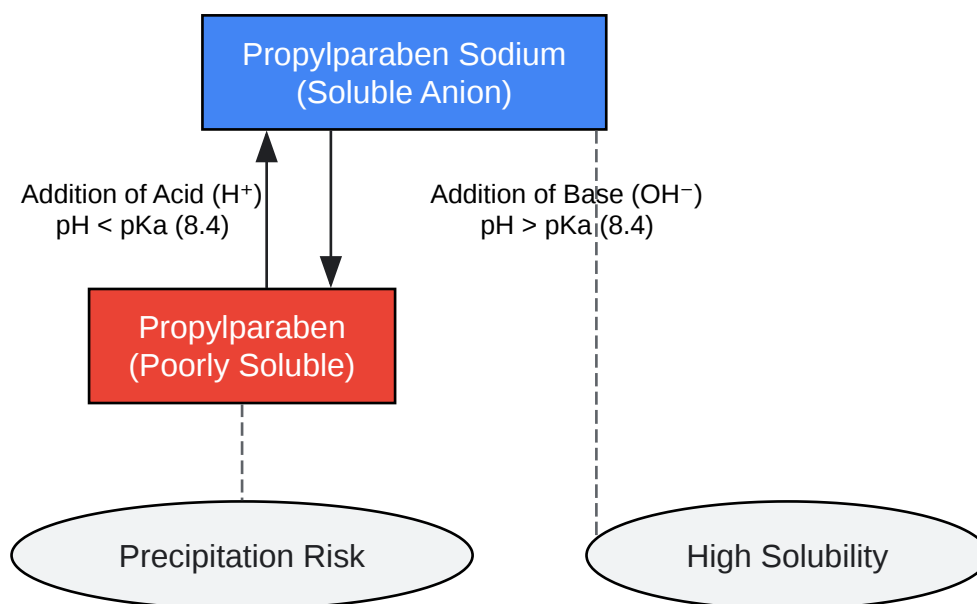 Propylparaben Sodium
(Soluble Anion)
Addition of Acid (H⁺)
pH < pKa (8.4)
Addition of Base (OH⁻)
pH > pKa (8.4)
Propylparaben
(Poorly Soluble)
Precipitation Risk
High Solubility